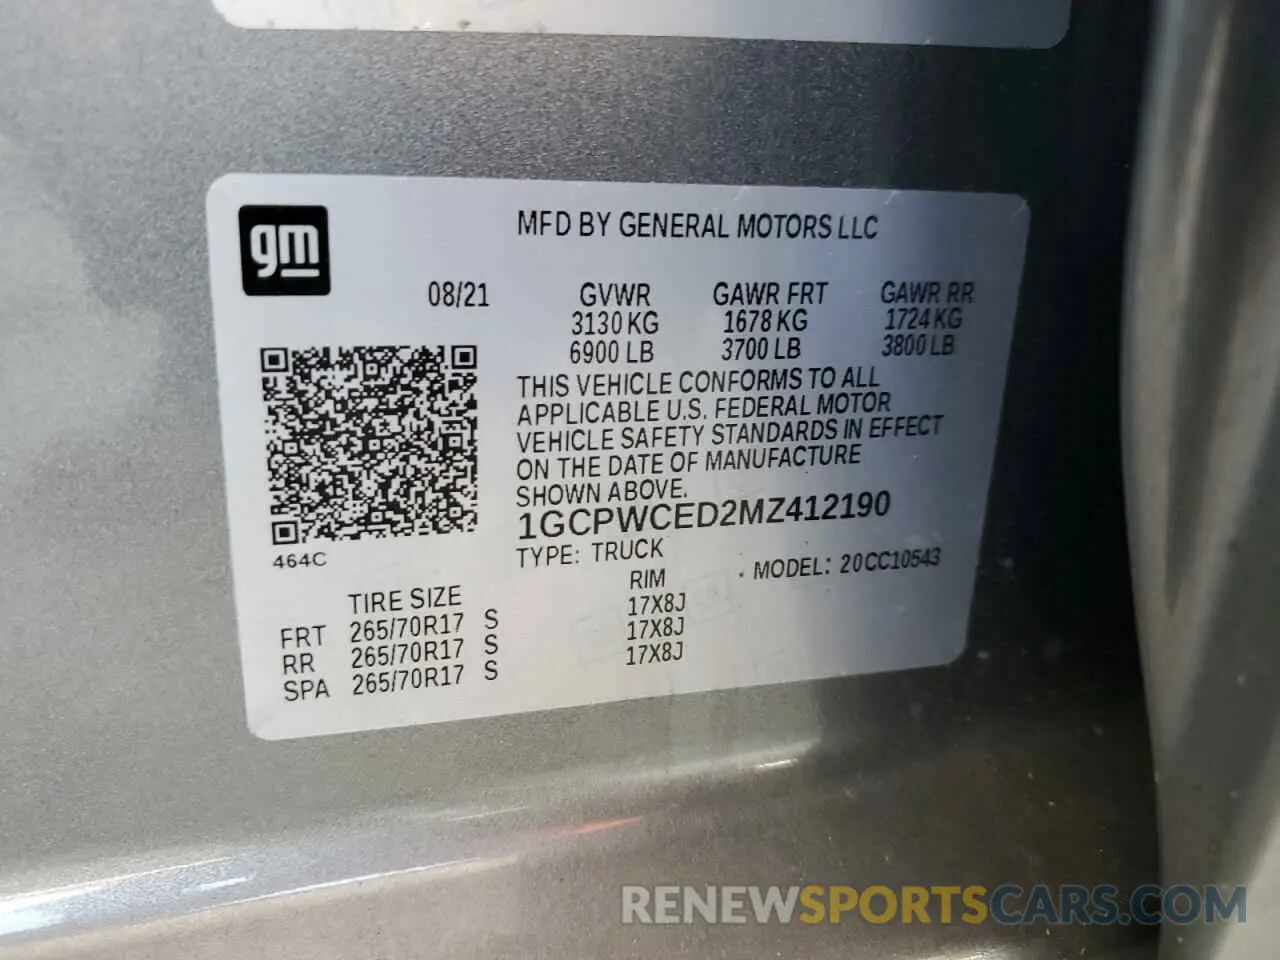 gm
MFD BY GENERAL MOTORS LLC
08/21 GVWR GAWR FRT GAWR RR
3130 KG 1678 KG 1724 KG
6900 LB 3700 LB 3800 LB
THIS VEHICLE CONFORMS TO ALL
APPLICABLE U.S. FEDERAL MOTOR
VEHICLE SAFETY STANDARDS IN EFFECT
ON THE DATE OF MANUFACTURE
SHOWN ABOVE.
1GCPWCED2MZ412190
464C
TYPE: TRUCK MODEL: 20CC10543
TIRE SIZE RIM
FRT 265/70R17 S 17X8J
RR 265/70R17 S 17X8J
SPA 265/70R17 S 17X8J
RENEWSPORTSCARS.COM